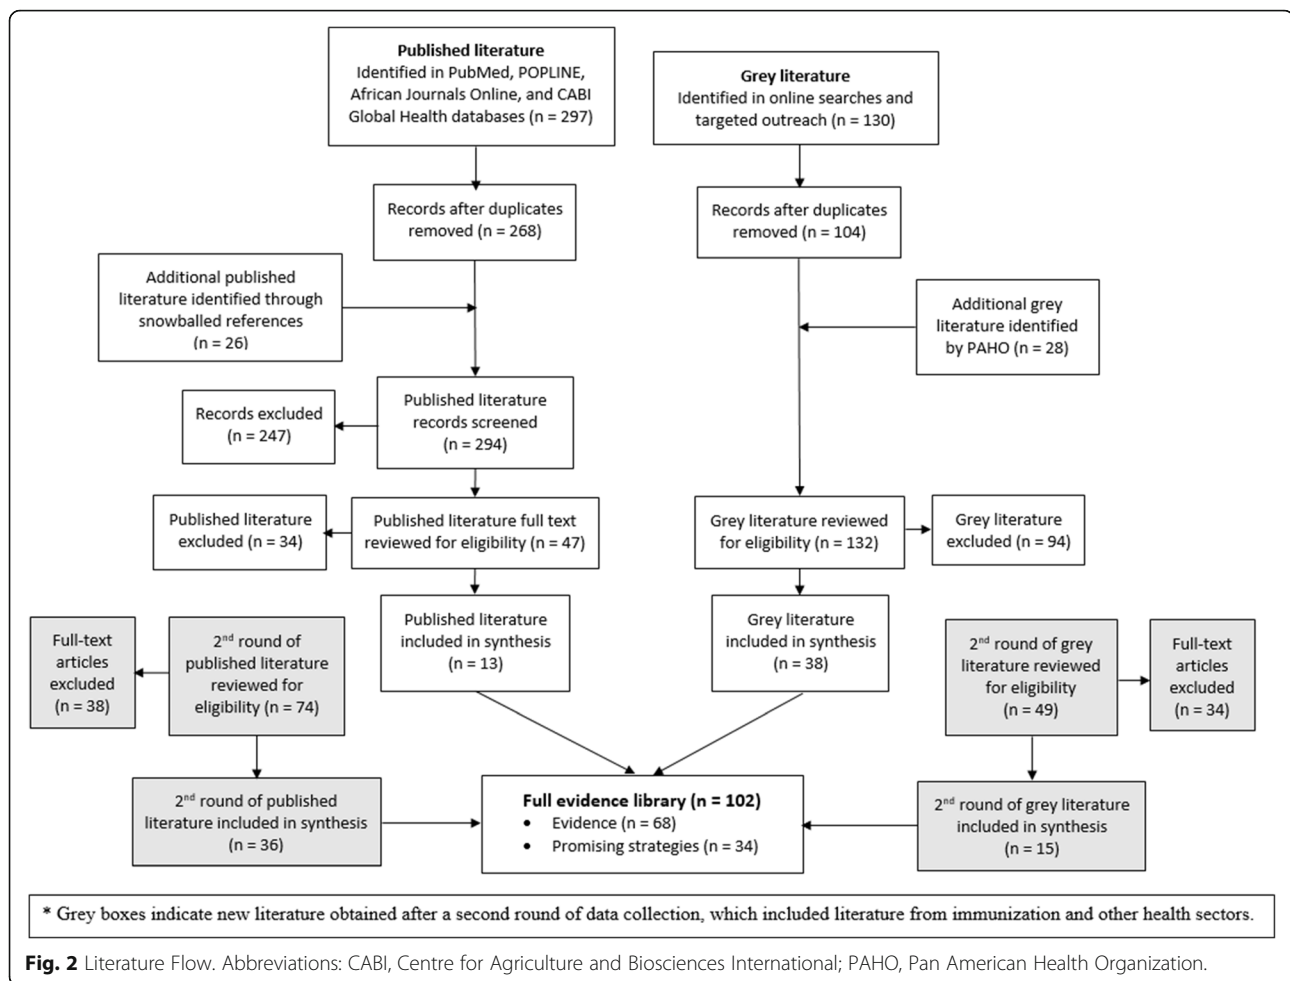 Published literature
Identified in PubMed, POPLINE,
African Journals Online, and CABI
Global Health databases (n = 297)
Grey literature
Identified in online searches and
targeted outreach (n = 130)
Records after duplicates
removed (n = 268)
Records after duplicates
removed (n = 104)
Additional published
literature identified through
snowballed references
(n = 26)
Additional grey
literature identified
by PAHO (n = 28)
Records excluded
(n = 247)
Published literature
records screened
(n = 294)
Published literature
excluded (n = 34)
Published literature full text
reviewed for eligibility (n = 47)
Grey literature reviewed
for eligibility (n = 132)
Grey literature
excluded (n = 94)
Published literature
included in synthesis
(n = 13)
Grey literature
included in synthesis
(n = 38)
Full-text
articles
excluded
(n = 38)
2nd round of
published literature
reviewed for
eligibility (n = 74)
2nd round of grey
literature reviewed
for eligibility
(n = 49)
Full-text
articles
excluded
(n = 34)
2nd round of published
literature included in synthesis
(n = 36)
Full evidence library (n = 102)
• Evidence (n = 68)
• Promising strategies (n = 34)
2nd round of grey literature
included in synthesis
(n = 15)
* Grey boxes indicate new literature obtained after a second round of data collection, which included literature from immunization and other health sectors.
Fig. 2 Literature Flow. Abbreviations: CABI, Centre for Agriculture and Biosciences International; PAHO, Pan American Health Organization.